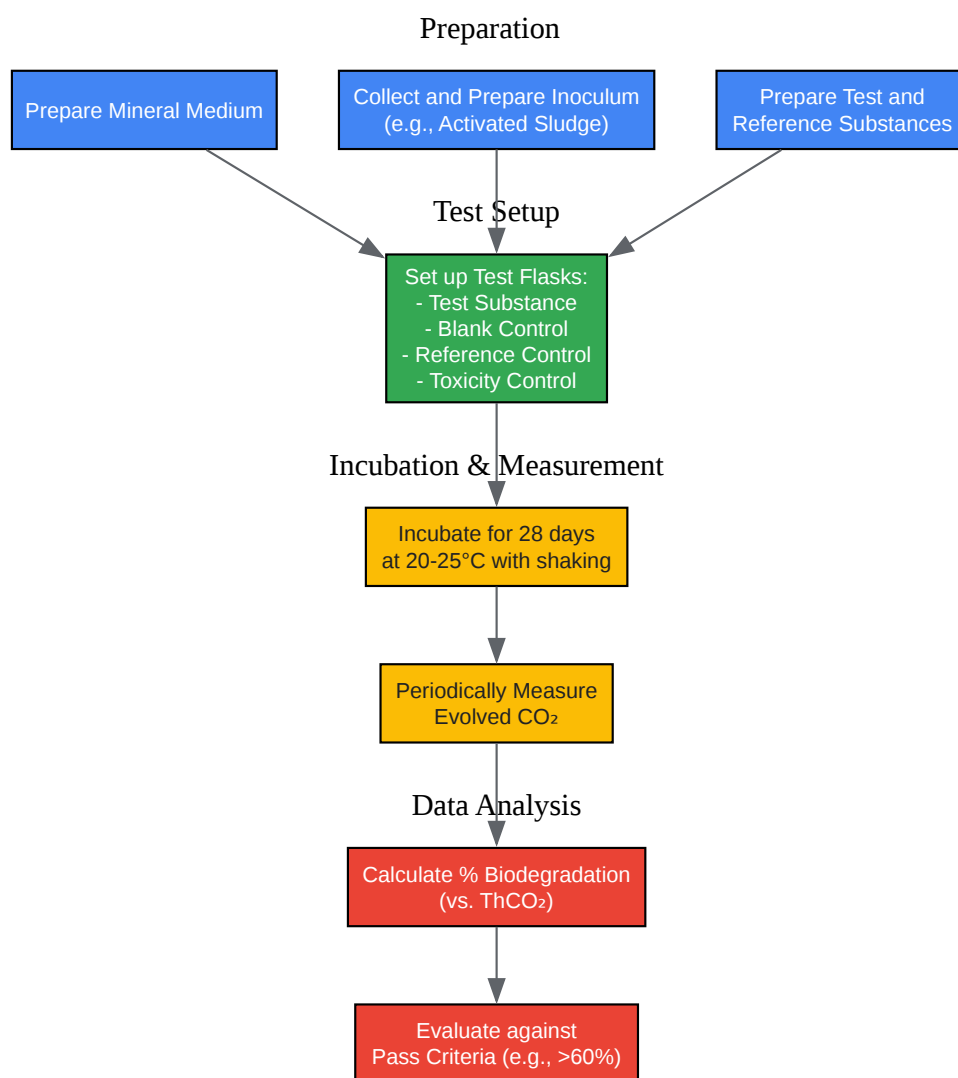 Preparation
Prepare Mineral Medium
Collect and Prepare Inoculum
(e.g., Activated Sludge)
Prepare Test and
Reference Substances
Test Setup
Set up Test Flasks:
- Test Substance
- Blank Control
- Reference Control
- Toxicity Control
Incubation & Measurement
Incubate for 28 days
at 20-25°C with shaking
Periodically Measure
Evolved CO₂
Data Analysis
Calculate % Biodegradation
(vs. ThCO₂)
Evaluate against
Pass Criteria (e.g., >60%)